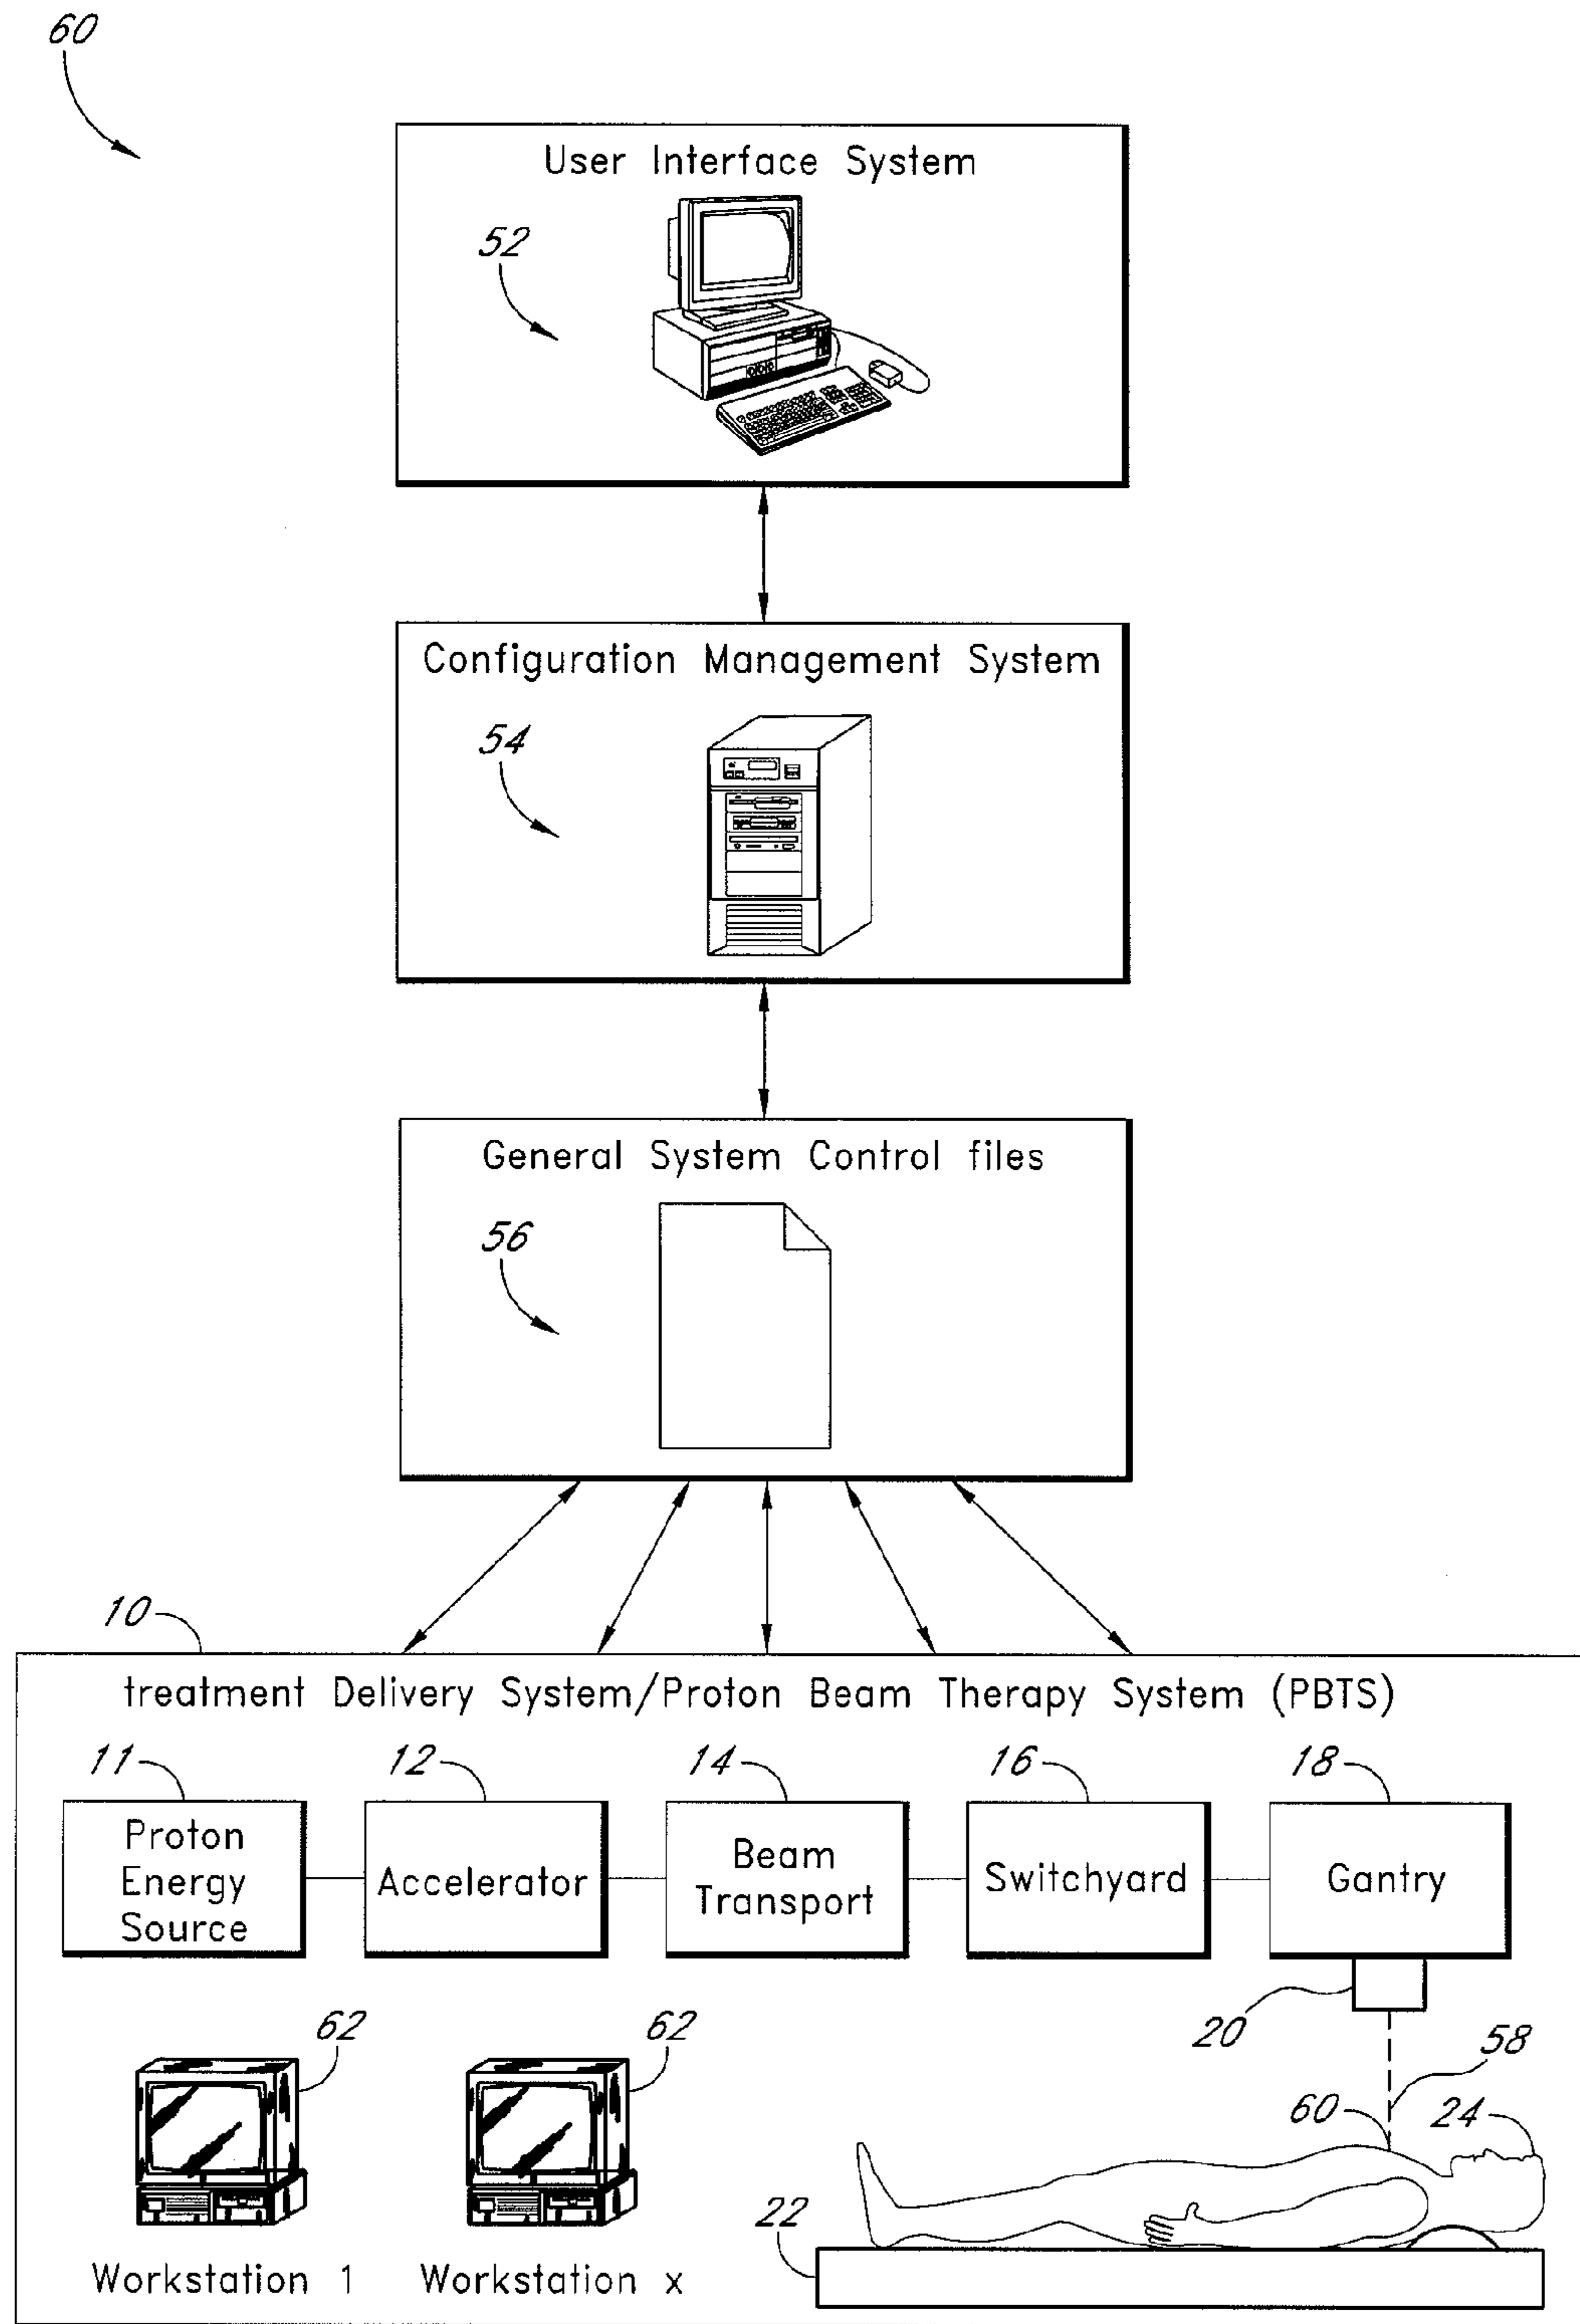 60
User Interface System
52
Configuration Management System
54
General System Control files
56
10
treatment Delivery System/Proton Beam Therapy System (PBTS)
11
12
14
16
18
Proton
Energy
Source
Accelerator
Beam
Transport
Switchyard
Gantry
20
58
62
62
60
24
22
Workstation 1
Workstation x